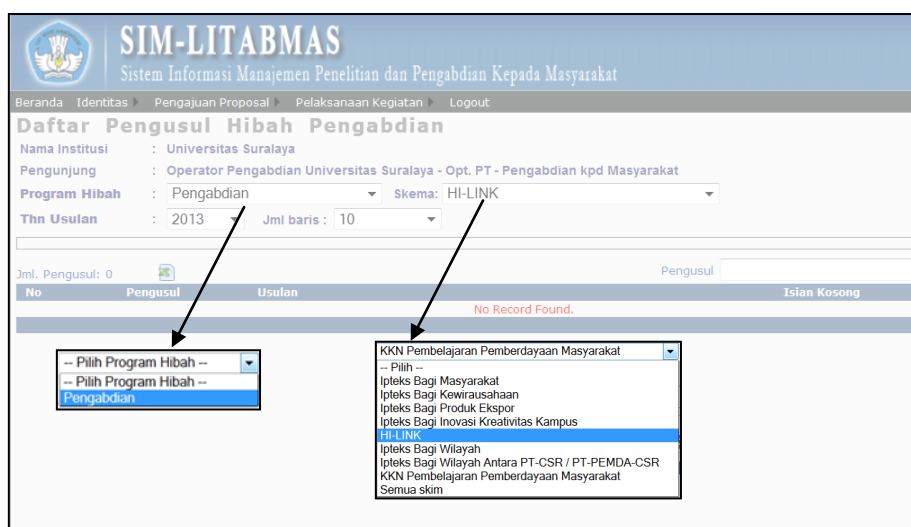 SIM-LITABMAS
Sistem Informasi Manajemen Penelitian dan Pengabdian Kepada Masyarakat
Beranda Identitas Pengajuan Proposal Pelaksanaan Kegiatan Logout
Daftar Pengusul Hibah Pengabdian
Nama Institusi : Universitas Suralaya
Pengunjung : Operator Pengabdian Universitas Suralaya - Opt. PT - Pengabdian kpd Masyarakat
Program Hibah : Pengabdian Skema: HI-LINK
Thn Usulan : 2013 Jml baris : 10
Jml. Pengusul: 0 Pengusul
No Pengusul Usulan Isian Kosong
No Record Found.
-- Pilih Program Hibah --
-- Pilih Program Hibah --
Pengabdian
KKN Pembelajaran Pemberdayaan Masyarakat
-- Pilih --
Ipteks Bagi Masyarakat
Ipteks Bagi Kewirausahaan
Ipteks Bagi Produk Ekspor
Ipteks Bagi Inovasi Kreativitas Kampus
HI-LINK
Ipteks Bagi Wilayah
Ipteks Bagi Wilayah Antara PT-CSR / PT-PEMDA-CSR
KKN Pembelajaran Pemberdayaan Masyarakat
Semua skim